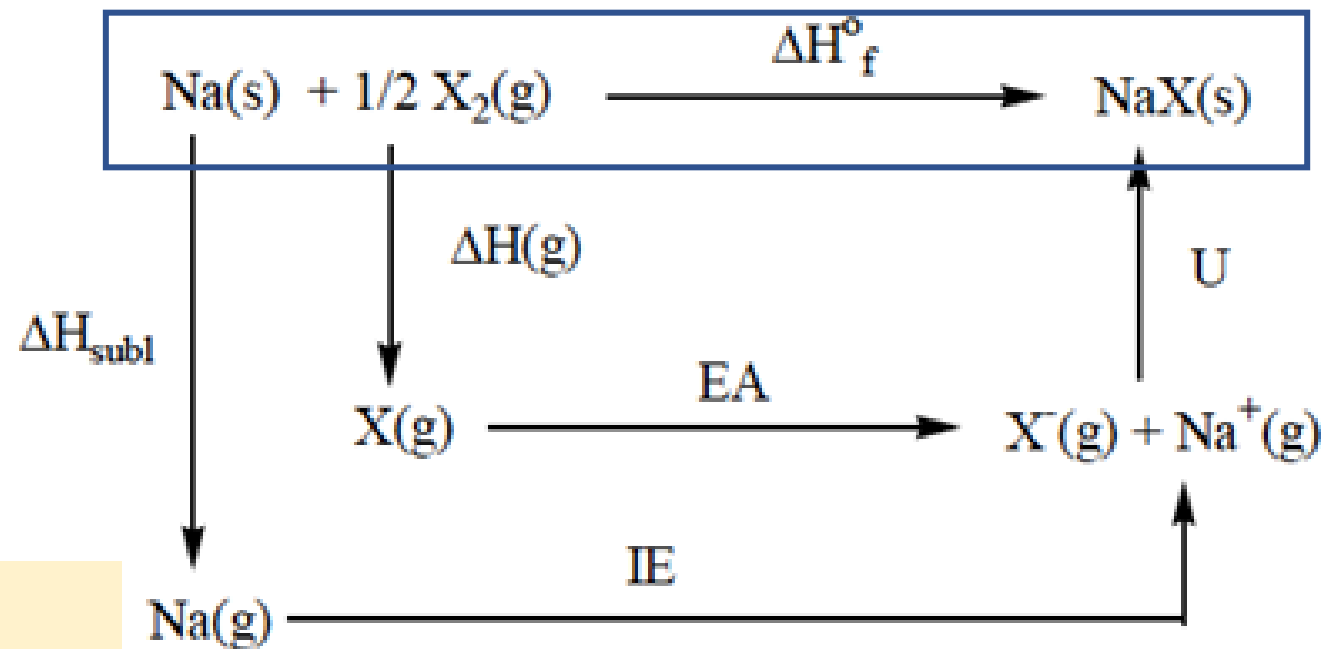 ΔH°f
Na(s) + 1/2 X₂(g) NaX(s)
ΔH(g)
U
ΔHsubl
EA
X(g) X⁻(g) + Na⁺(g)
IE
Na(g)